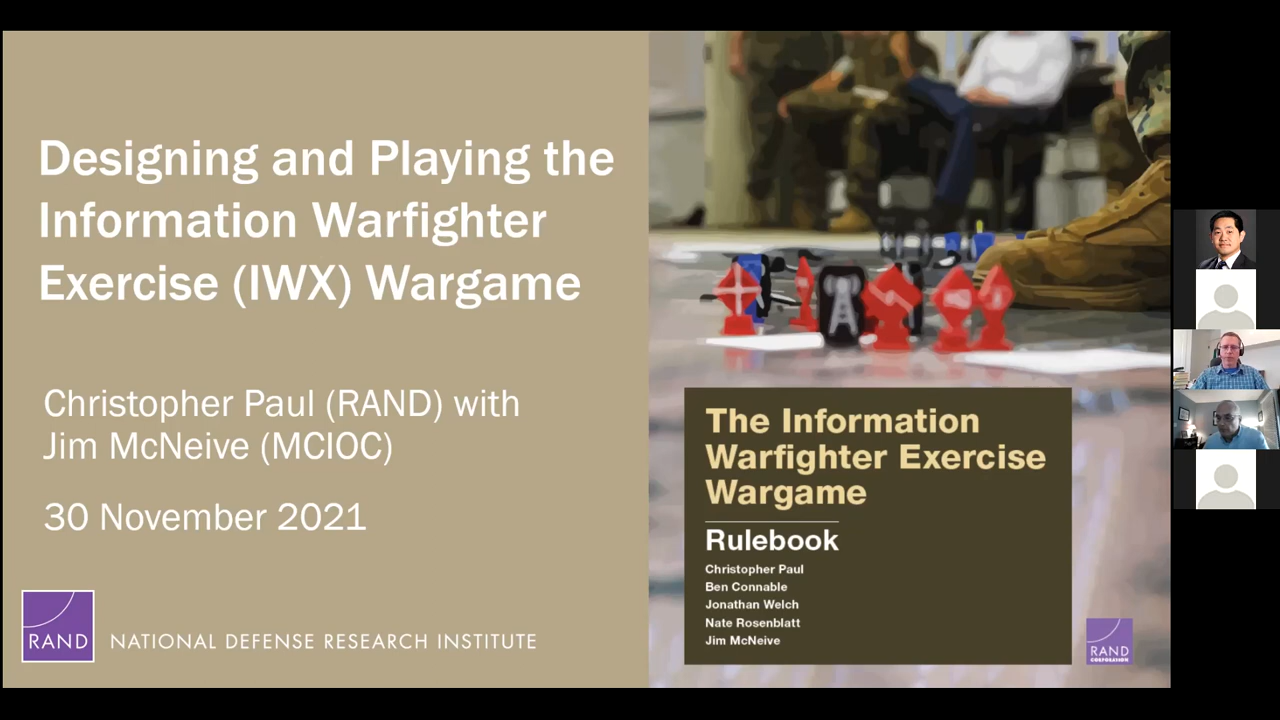 Designing and Playing the
Information Warfighter
Exercise (IWX) Wargame
Christopher Paul (RAND) with
Jim McNeive (MCIOC)
30 November 2021
RAND
NATIONAL DEFENSE RESEARCH INSTITUTE
The Information
Warfighter Exercise
Wargame
Rulebook
Christopher Paul
Ben Connable
Jonathan Welch
Nate Rosenblatt
Jim McNeive
RAND
CORPORATION